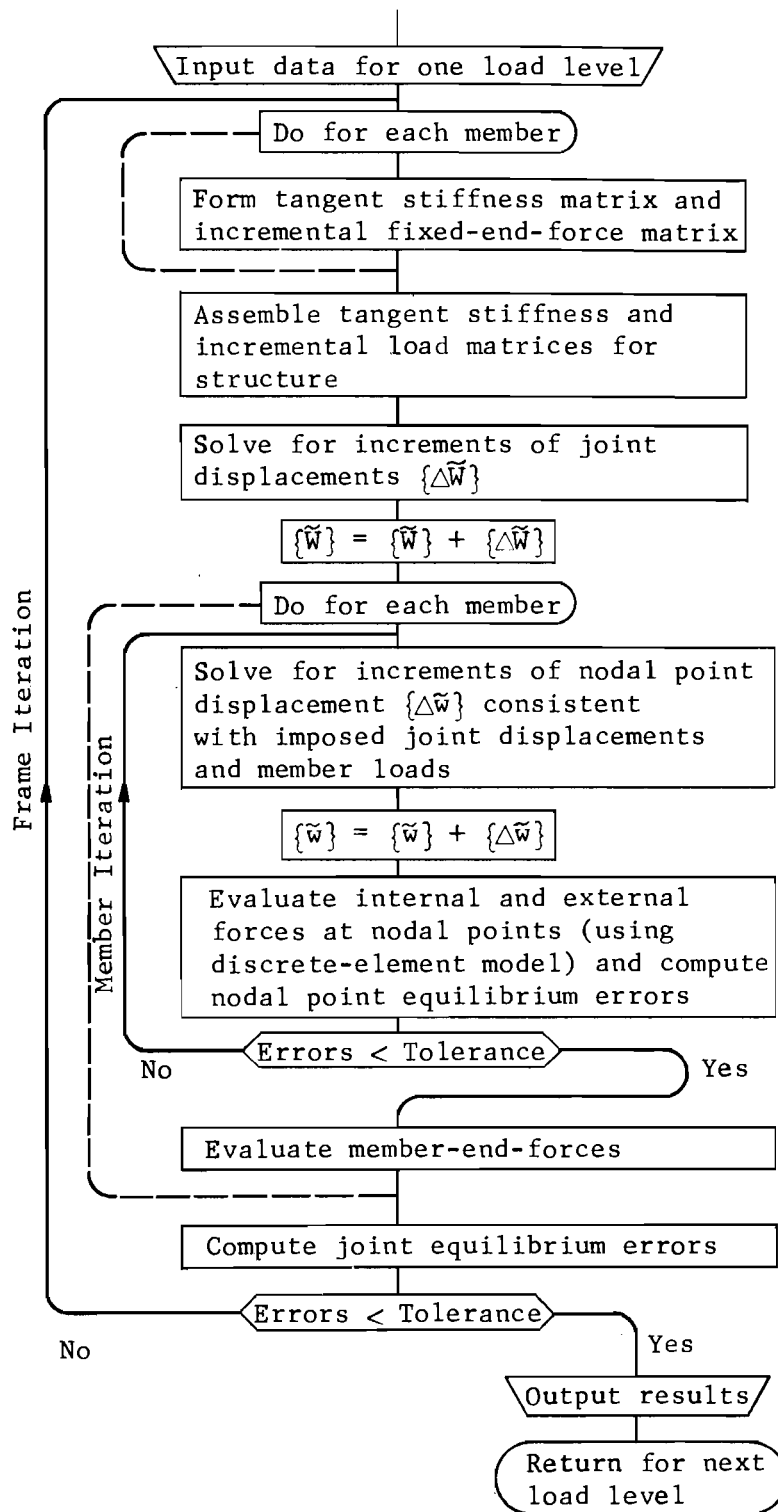 Input data for one load level
Do for each member
Form tangent stiffness matrix and
incremental fixed-end-force matrix
Assemble tangent stiffness and
incremental load matrices for
structure
Solve for increments of joint
displacements {△W̃}
{W̃} = {W̃} + {△W̃}
Do for each member
Solve for increments of nodal point
displacement {△w̃} consistent
with imposed joint displacements
and member loads
{w̃} = {w̃} + {△w̃}
Evaluate internal and external
forces at nodal points (using
discrete-element model) and compute
nodal point equilibrium errors
Errors < Tolerance
No
Yes
Evaluate member-end-forces
Compute joint equilibrium errors
Errors < Tolerance
No
Yes
Output results
Return for next
load level
Frame Iteration
Member Iteration